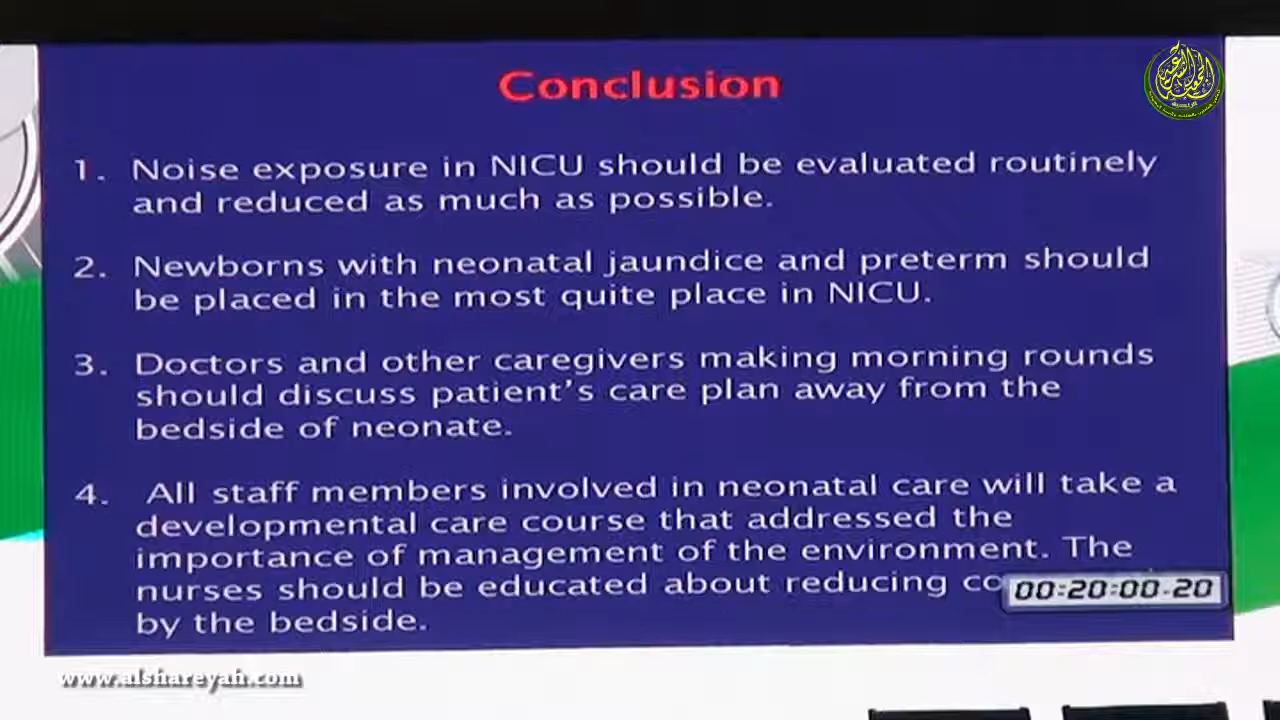 Conclusion
1. Noise exposure in NICU should be evaluated routinely
and reduced as much as possible.
2. Newborns with neonatal jaundice and preterm should
be placed in the most quite place in NICU.
3. Doctors and other caregivers making morning rounds
should discuss patient's care plan away from the
bedside of neonate.
4. All staff members involved in neonatal care will take a
developmental care course that addressed the
importance of management of the environment. The
nurses should be educated about reducing
00:20:00.20
by the bedside.
www.alshareyah.com